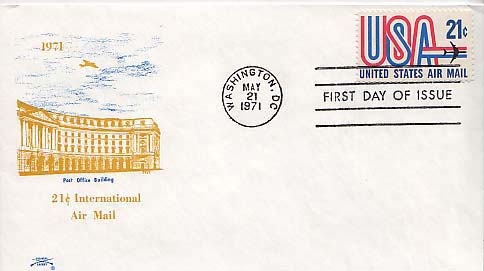 1971
USA 21¢
UNITED STATES AIR MAIL
WASHINGTON, DC
MAY
21
1971
FIRST DAY OF ISSUE
Post Office Building
21¢ International
Air Mail